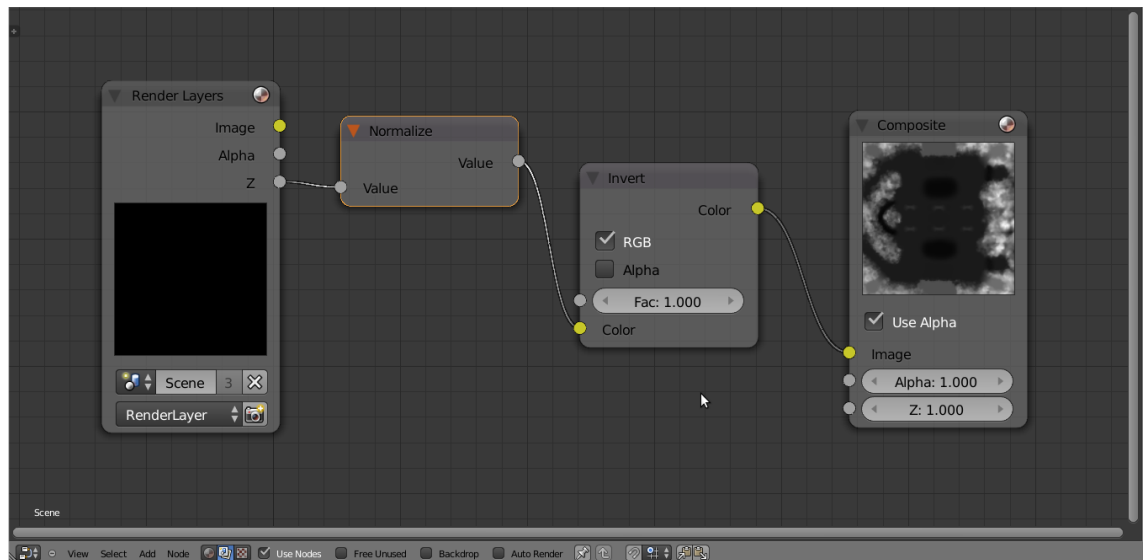 Render Layers
Image
Alpha
Z
Scene 3
RenderLayer
Normalize
Value
Value
Invert
Color
RGB
Alpha
Fac: 1.000
Color
Composite
Use Alpha
Image
Alpha: 1.000
Z: 1.000
Scene
View Select Add Node Use Nodes Free Unused Backdrop Auto Render